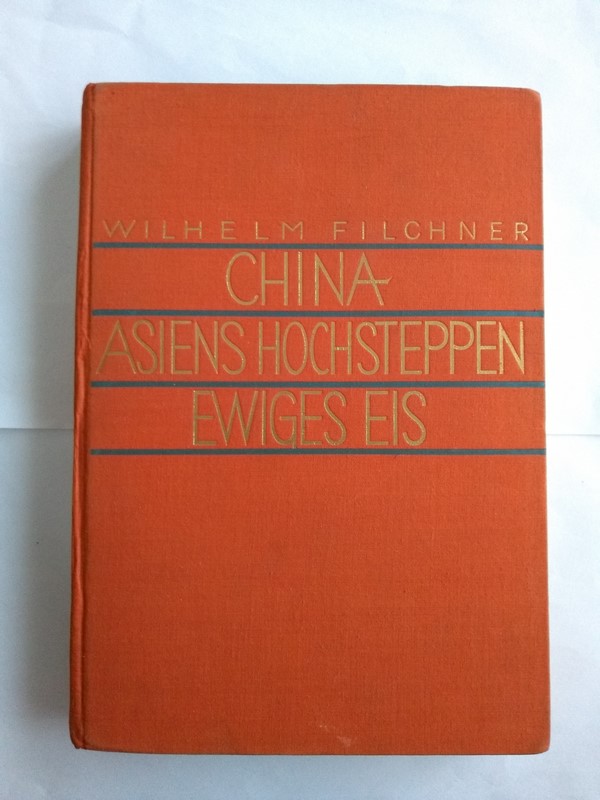 WILHELM FILCHNER
CHINA
ASIENS HOCHSTEPPEN
EWIGES EIS